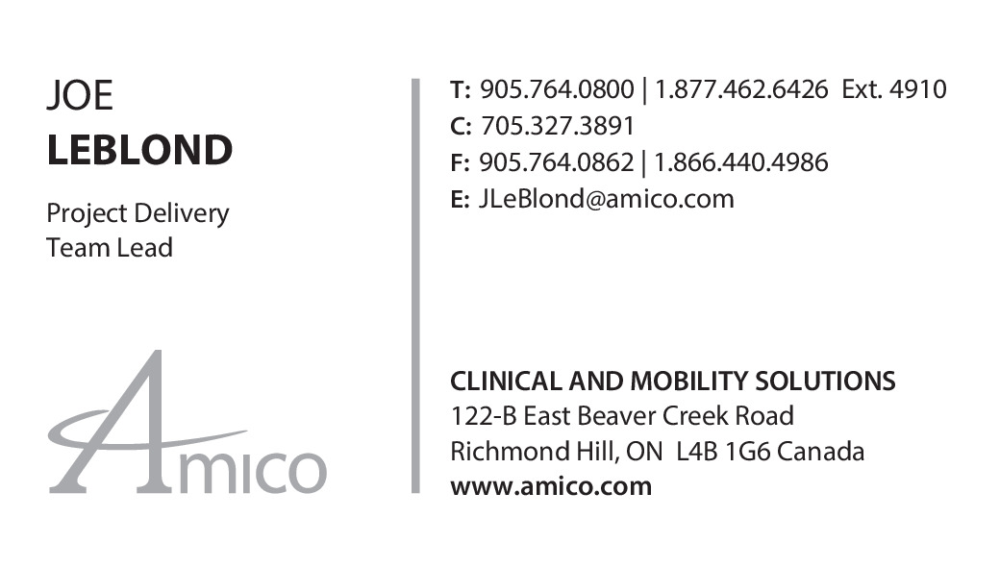 JOE
LEBLOND
Project Delivery
Team Lead
Amico
T: 905.764.0800 | 1.877.462.6426 Ext. 4910
C: 705.327.3891
F: 905.764.0862 | 1.866.440.4986
E: JLeBlond@amico.com
CLINICAL AND MOBILITY SOLUTIONS
122-B East Beaver Creek Road
Richmond Hill, ON L4B 1G6 Canada
www.amico.com